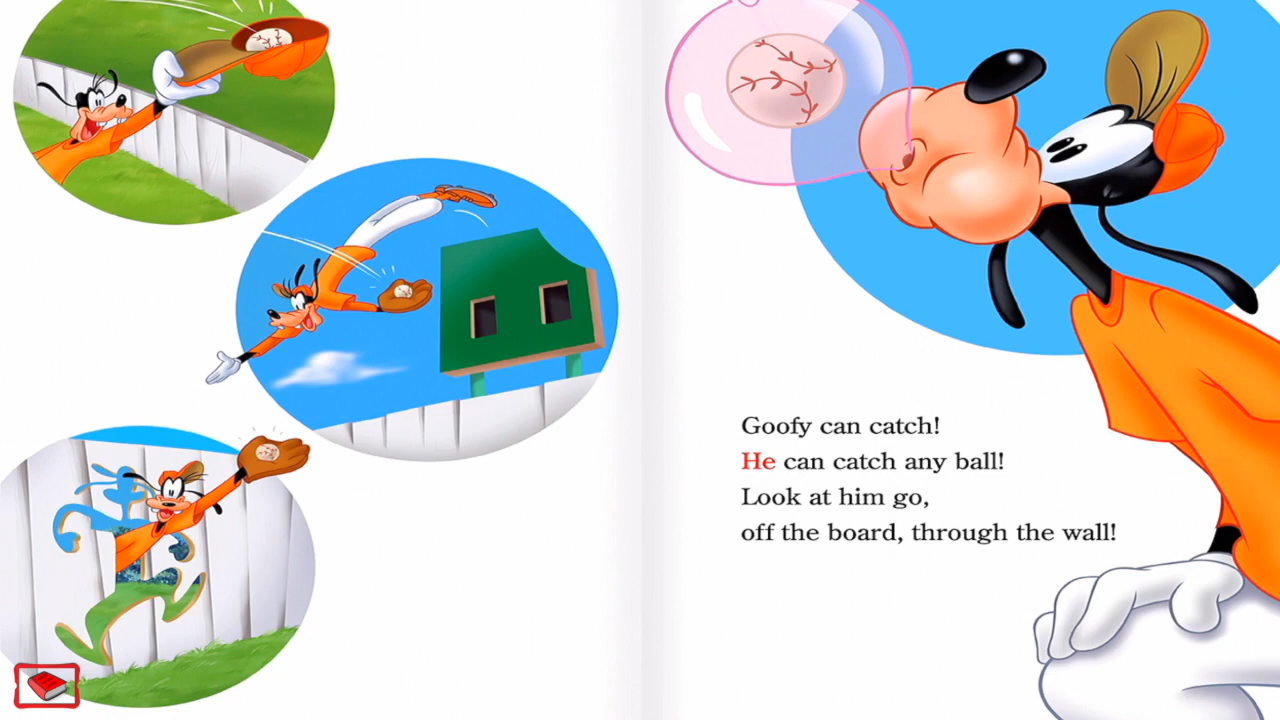 Goofy can catch!
He can catch any ball!
Look at him go,
off the board, through the wall!